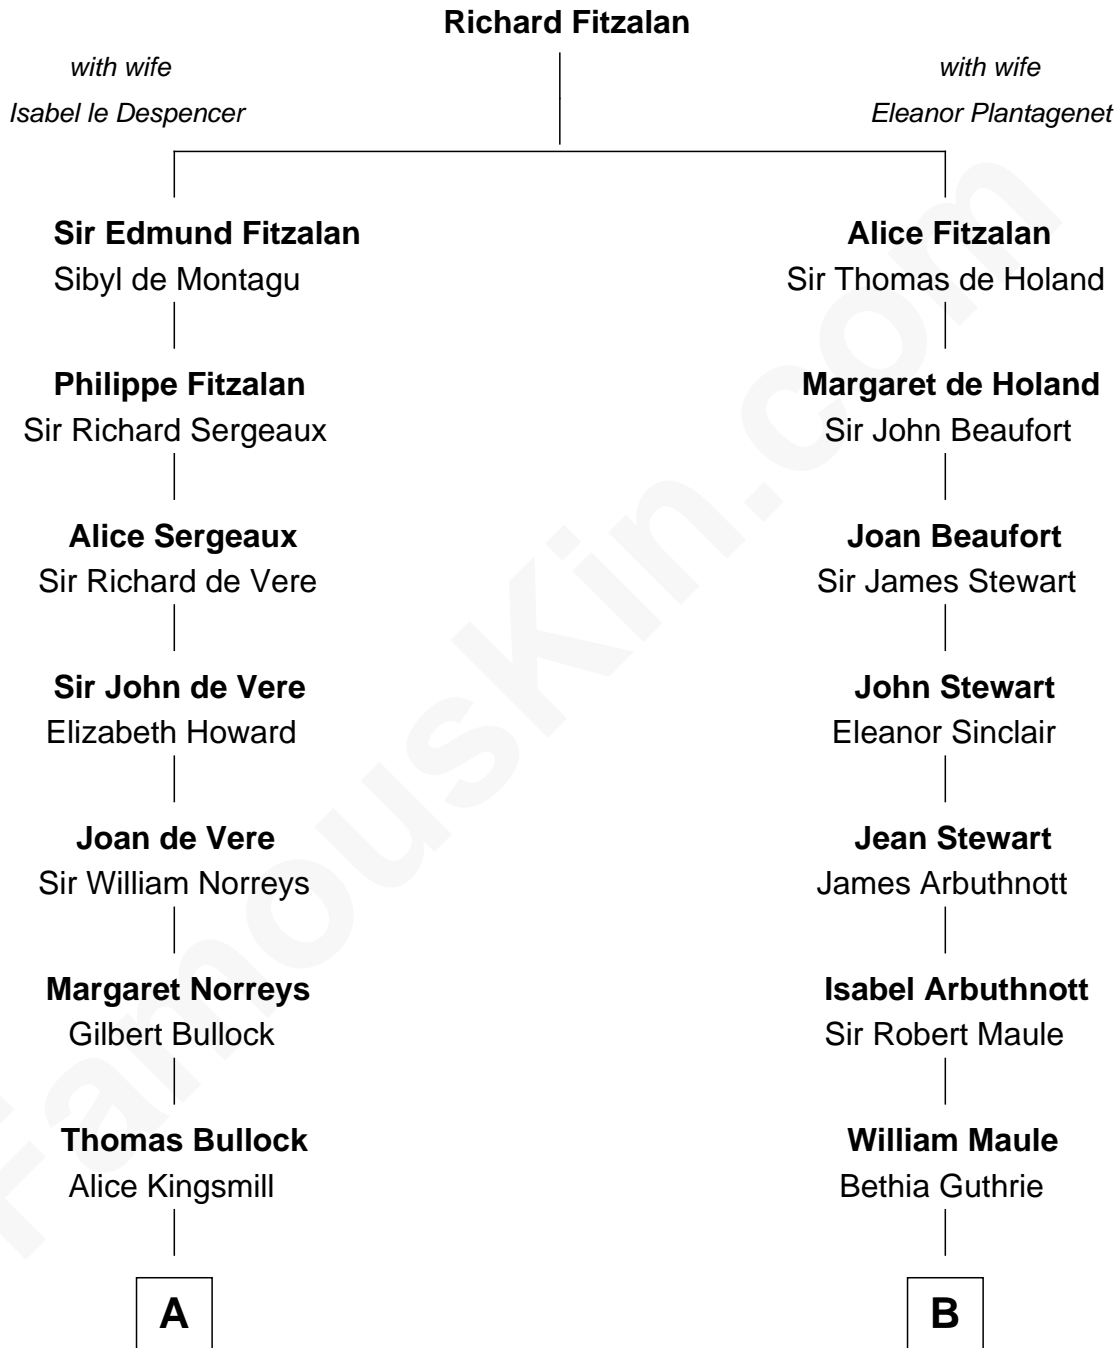 Richard Fitzalan
with wife
Isabel le Despencer
with wife
Eleanor Plantagenet
Sir Edmund Fitzalan
Sibyl de Montagu
Alice Fitzalan
Sir Thomas de Holand
Philippe Fitzalan
Sir Richard Sergeaux
Margaret de Holand
Sir John Beaufort
Alice Sergeaux
Sir Richard de Vere
Joan Beaufort
Sir James Stewart
Sir John de Vere
Elizabeth Howard
John Stewart
Eleanor Sinclair
Joan de Vere
Sir William Norreys
Jean Stewart
James Arbuthnott
Margaret Norreys
Gilbert Bullock
Isabel Arbuthnott
Sir Robert Maule
Thomas Bullock
Alice Kingsmill
William Maule
Bethia Guthrie
A
B
FamousKin.com